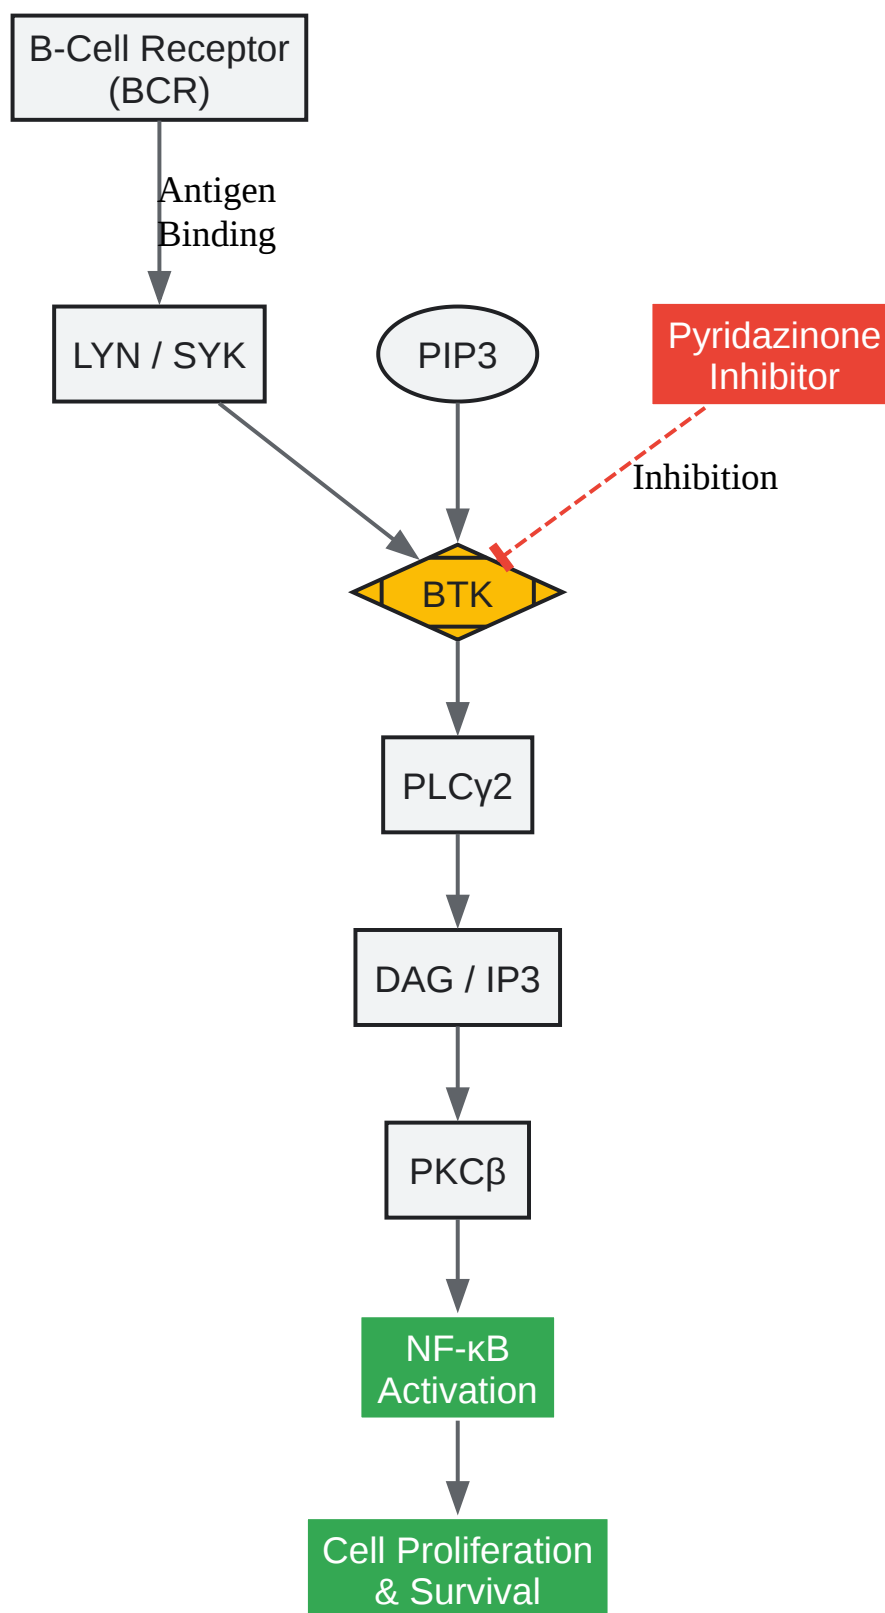 B-Cell Receptor
(BCR)
Antigen
Binding
LYN / SYK
PIP3
Pyridazinone
Inhibitor
Inhibition
BTK
PLCγ2
DAG / IP3
PKCβ
NF-κB
Activation
Cell Proliferation
& Survival